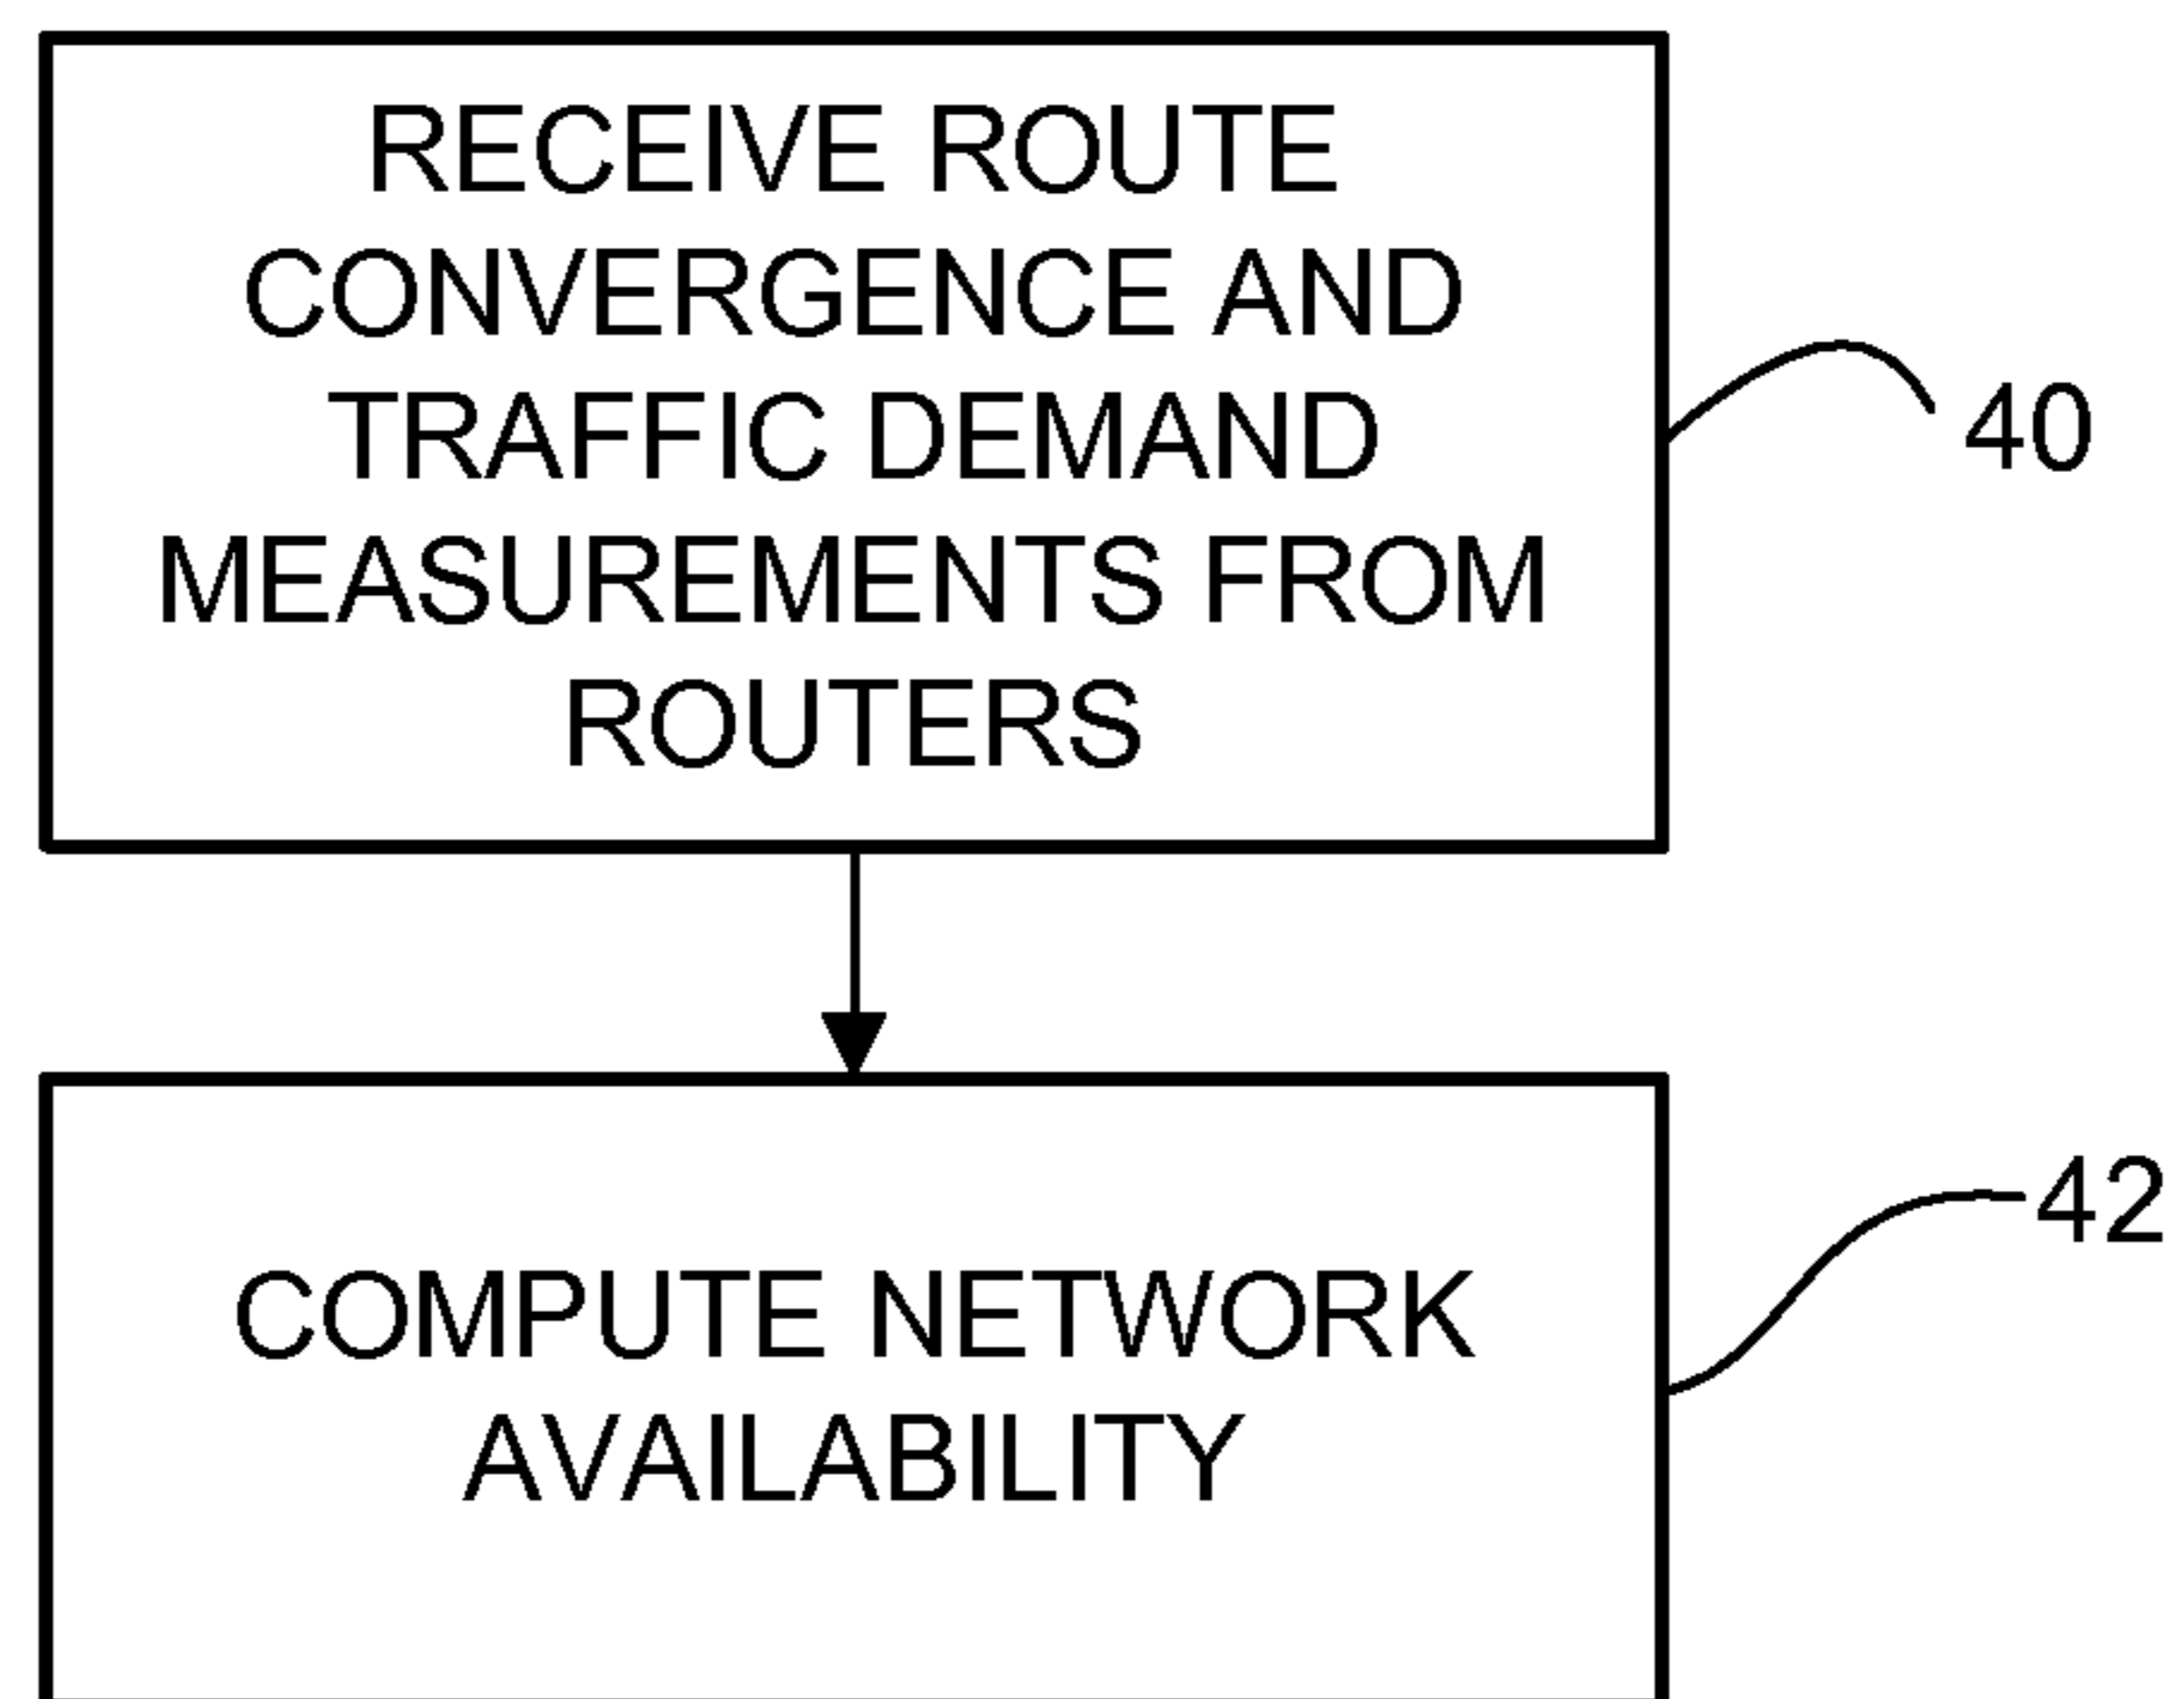 RECEIVE ROUTE
CONVERGENCE AND
TRAFFIC DEMAND
MEASUREMENTS FROM
ROUTERS
40
COMPUTE NETWORK
AVAILABILITY
42